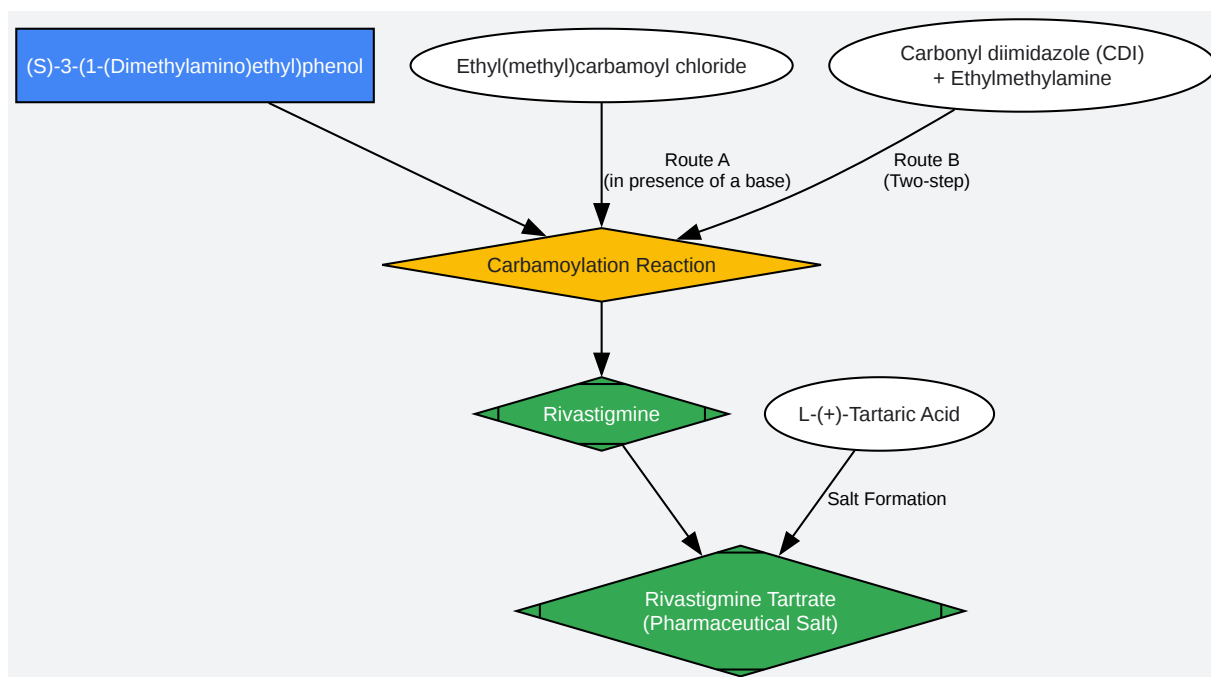 (S)-3-(1-(Dimethylamino)ethyl)phenol
Ethyl(methyl)carbamoyl chloride
Carbonyl diimidazole (CDI)
+ Ethylmethylamine
Route A
(in presence of a base)
Route B
(Two-step)
Carbamoylation Reaction
Rivastigmine
L-(+)-Tartaric Acid
Salt Formation
Rivastigmine Tartrate
(Pharmaceutical Salt)